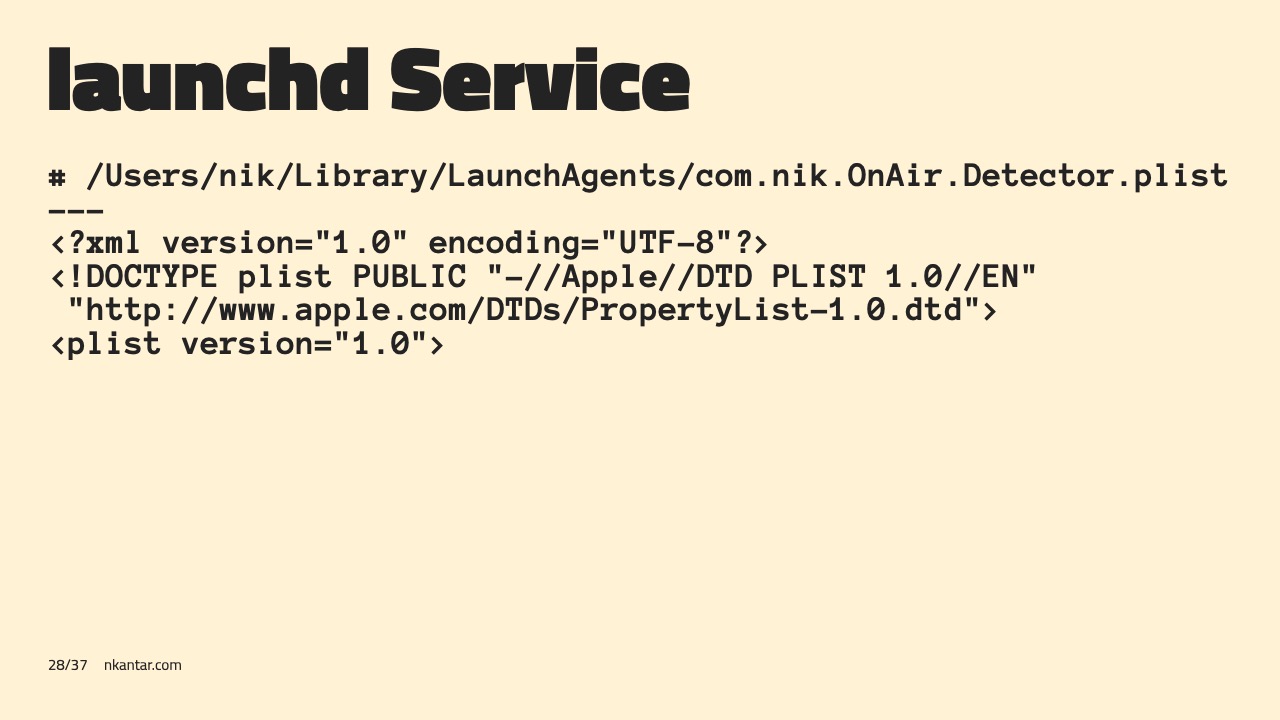 launchd Service
# /Users/nik/Library/LaunchAgents/com.nik.OnAir.Detector.plist
---
<?xml version="1.0" encoding="UTF-8"?>
<!DOCTYPE plist PUBLIC "-//Apple//DTD PLIST 1.0//EN"
 "http://www.apple.com/DTDs/PropertyList-1.0.dtd">
<plist version="1.0">
28/37 nkantar.com